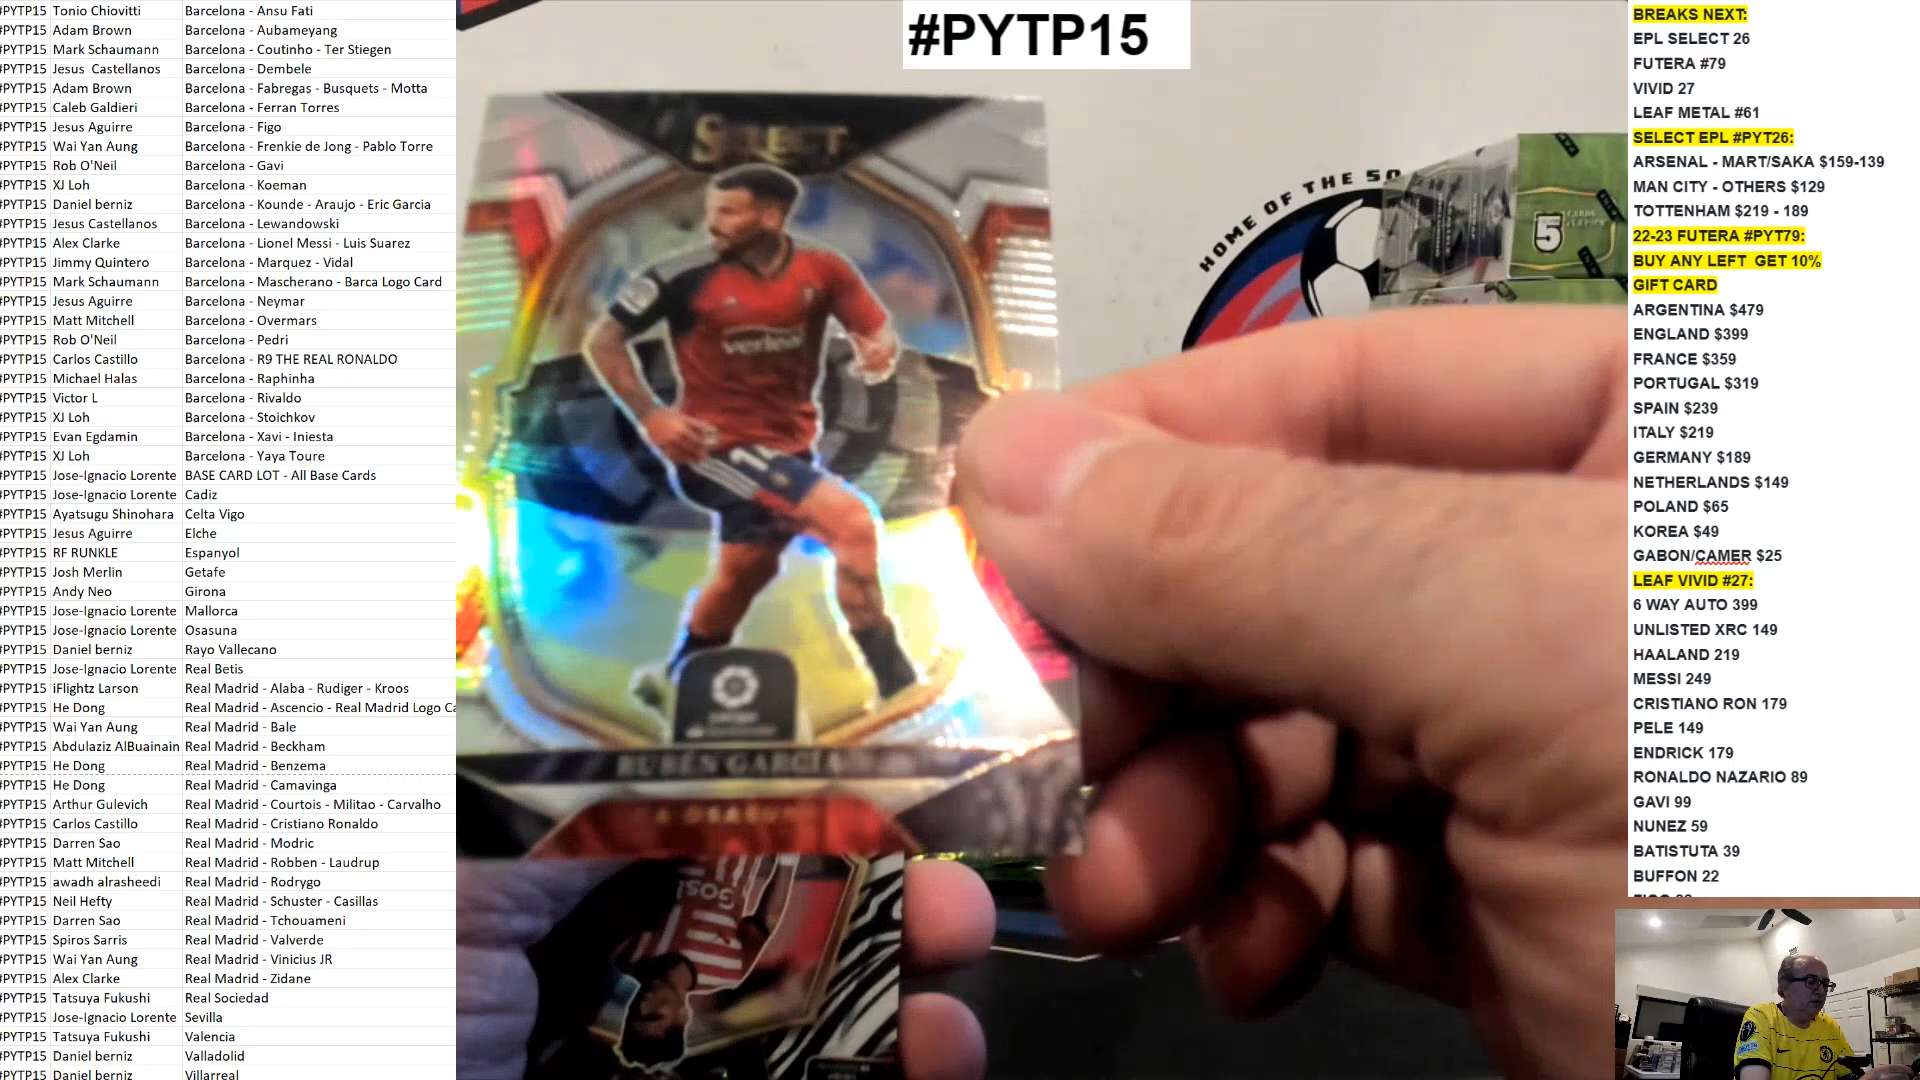 #PYTP15 Tonio Chiovitti Barcelona - Ansu Fati
#PYTP15 Adam Brown Barcelona - Aubameyang
#PYTP15 Mark Schaumann Barcelona - Coutinho - Ter Stiegen
#PYTP15 Jesus Castellanos Barcelona - Dembele
#PYTP15 Adam Brown Barcelona - Fabregas - Busquets - Motta
#PYTP15 Caleb Galdieri Barcelona - Ferran Torres
#PYTP15 Jesus Aguirre Barcelona - Figo
#PYTP15 Wai Yan Aung Barcelona - Frenkie de Jong - Pablo Torre
#PYTP15 Rob O'Neil Barcelona - Gavi
#PYTP15 XJ Loh Barcelona - Koeman
#PYTP15 Daniel berniz Barcelona - Kounde - Araujo - Eric Garcia
#PYTP15 Jesus Castellanos Barcelona - Lewandowski
#PYTP15 Alex Clarke Barcelona - Lionel Messi - Luis Suarez
#PYTP15 Jimmy Quintero Barcelona - Marquez - Vidal
#PYTP15 Mark Schaumann Barcelona - Mascherano - Barca Logo Card
#PYTP15 Jesus Aguirre Barcelona - Neymar
#PYTP15 Matt Mitchell Barcelona - Overmars
#PYTP15 Rob O'Neil Barcelona - Pedri
#PYTP15 Carlos Castillo Barcelona - R9 THE REAL RONALDO
#PYTP15 Michael Halas Barcelona - Raphinha
#PYTP15 Victor L Barcelona - Rivaldo
#PYTP15 XJ Loh Barcelona - Stoichkov
#PYTP15 Evan Egdamin Barcelona - Xavi - Iniesta
#PYTP15 XJ Loh Barcelona - Yaya Toure
#PYTP15 Jose-Ignacio Lorente BASE CARD LOT - All Base Cards
#PYTP15 Jose-Ignacio Lorente Cadiz
#PYTP15 Ayatsugu Shinohara Celta Vigo
#PYTP15 Jesus Aguirre Elche
#PYTP15 RF RUNKLE Espanyol
#PYTP15 Josh Merlin Getafe
#PYTP15 Andy Neo Girona
#PYTP15 Jose-Ignacio Lorente Mallorca
#PYTP15 Jose-Ignacio Lorente Osasuna
#PYTP15 Daniel berniz Rayo Vallecano
#PYTP15 Jose-Ignacio Lorente Real Betis
#PYTP15 iFlightz Larson Real Madrid - Alaba - Rudiger - Kroos
#PYTP15 He Dong Real Madrid - Ascencio - Real Madrid Logo Ca
#PYTP15 Wai Yan Aung Real Madrid - Bale
#PYTP15 Abdulaziz AlBuainain Real Madrid - Beckham
#PYTP15 He Dong Real Madrid - Benzema
#PYTP15 He Dong Real Madrid - Camavinga
#PYTP15 Arthur Gulevich Real Madrid - Courtois - Militao - Carvalho
#PYTP15 Carlos Castillo Real Madrid - Cristiano Ronaldo
#PYTP15 Darren Sao Real Madrid - Modric
#PYTP15 Matt Mitchell Real Madrid - Robben - Laudrup
#PYTP15 awadh alrasheedi Real Madrid - Rodrygo
#PYTP15 Neil Hefty Real Madrid - Schuster - Casillas
#PYTP15 Darren Sao Real Madrid - Tchouameni
#PYTP15 Spiros Sarris Real Madrid - Valverde
#PYTP15 Wai Yan Aung Real Madrid - Vinicius JR
#PYTP15 Alex Clarke Real Madrid - Zidane
#PYTP15 Tatsuya Fukushi Real Sociedad
#PYTP15 Jose-Ignacio Lorente Sevilla
#PYTP15 Tatsuya Fukushi Valencia
#PYTP15 Daniel berniz Valladolid
#PYTP15 Daniel berniz Villarreal
#PYTP15
SELECT
HOME OF THE
5
14
RUBÉN GARCÍA
CA OSASUNA
BREAKS NEXT:
EPL SELECT 26
FUTERA #79
VIVID 27
LEAF METAL #61
SELECT EPL #PYT26:
ARSENAL - MART/SAKA $159-139
MAN CITY - OTHERS $129
TOTTENHAM $219 - 189
22-23 FUTERA #PYT79:
BUY ANY LEFT GET 10%
GIFT CARD
ARGENTINA $479
ENGLAND $399
FRANCE $359
PORTUGAL $319
SPAIN $239
ITALY $219
GERMANY $189
NETHERLANDS $149
POLAND $65
KOREA $49
GABON/CAMER $25
LEAF VIVID #27:
6 WAY AUTO 399
UNLISTED XRC 149
HAALAND 219
MESSI 249
CRISTIANO RON 179
PELE 149
ENDRICK 179
RONALDO NAZARIO 89
GAVI 99
NUNEZ 59
BATISTUTA 39
BUFFON 22